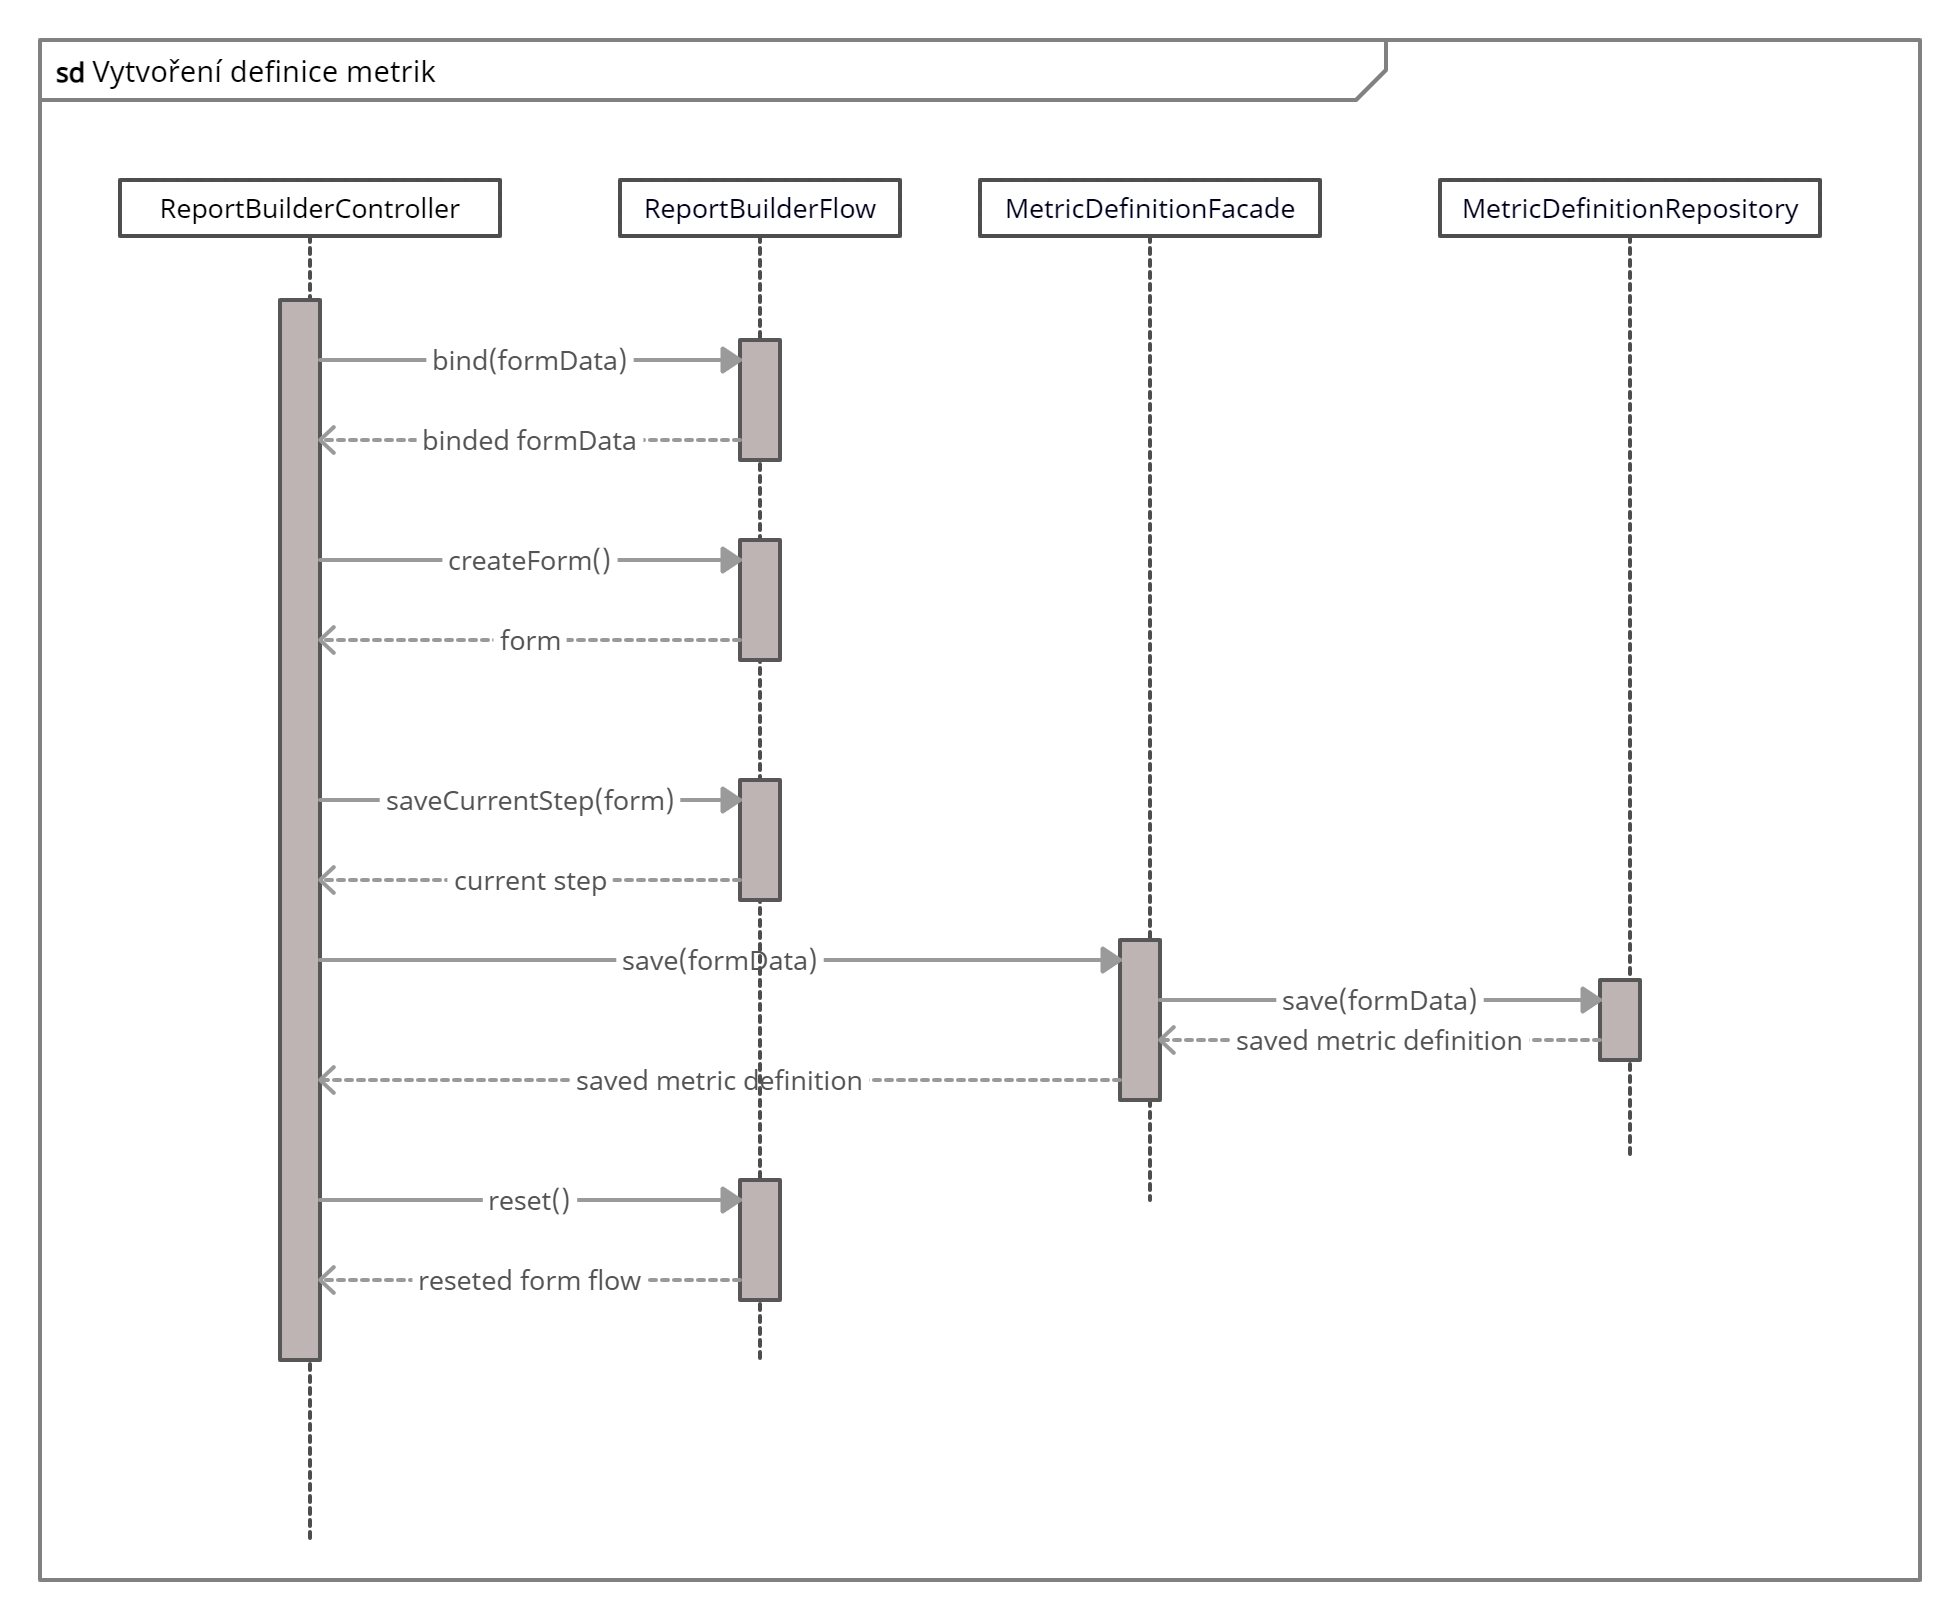 sd Vytvoření definice metrik
ReportBuilderController
ReportBuilderFlow
MetricDefinitionFacade
MetricDefinitionRepository
bind(formData)
binded formData
createForm()
form
saveCurrentStep(form)
current step
save(formData)
save(formData)
saved metric definition
saved metric definition
reset()
reseted form flow